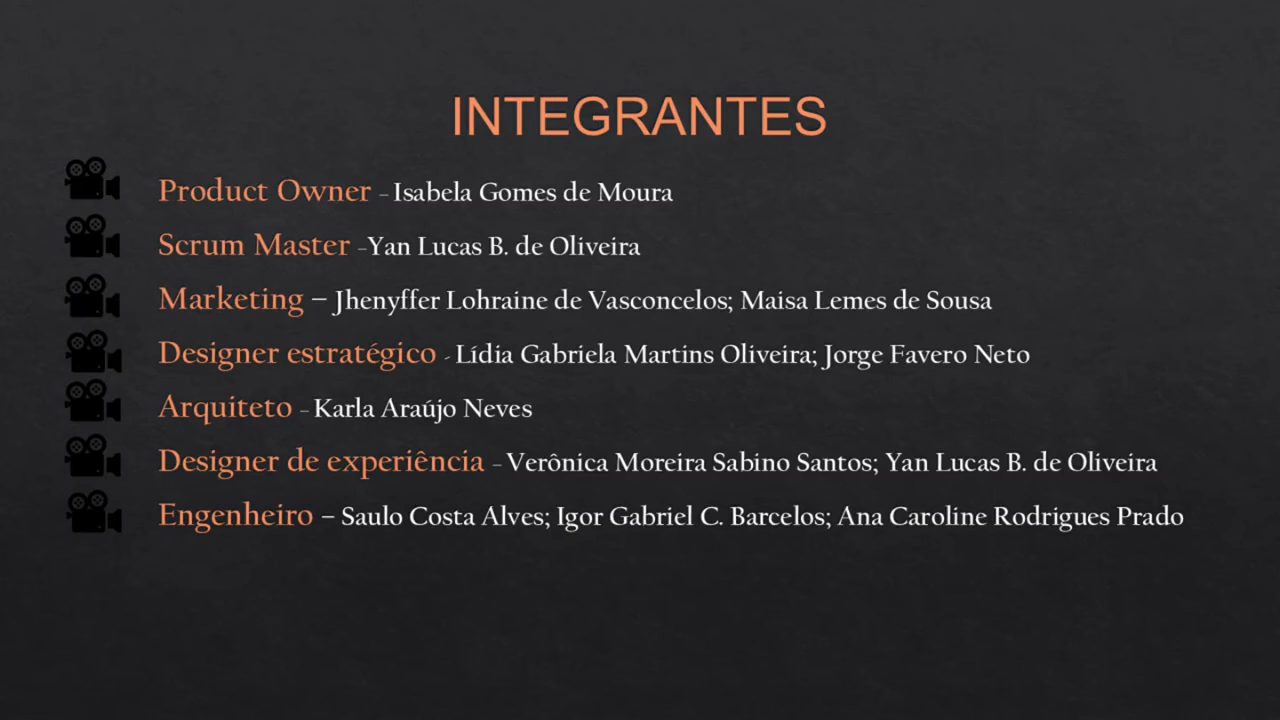 INTEGRANTES
Product Owner – Isabela Gomes de Moura
Scrum Master –Yan Lucas B. de Oliveira
Marketing – Jhenyffer Lohraine de Vasconcelos; Maisa Lemes de Sousa
Designer estratégico - Lídia Gabriela Martins Oliveira; Jorge Favero Neto
Arquiteto – Karla Araújo Neves
Designer de experiência – Verônica Moreira Sabino Santos; Yan Lucas B. de Oliveira
Engenheiro – Saulo Costa Alves; Igor Gabriel C. Barcelos; Ana Caroline Rodrigues Prado